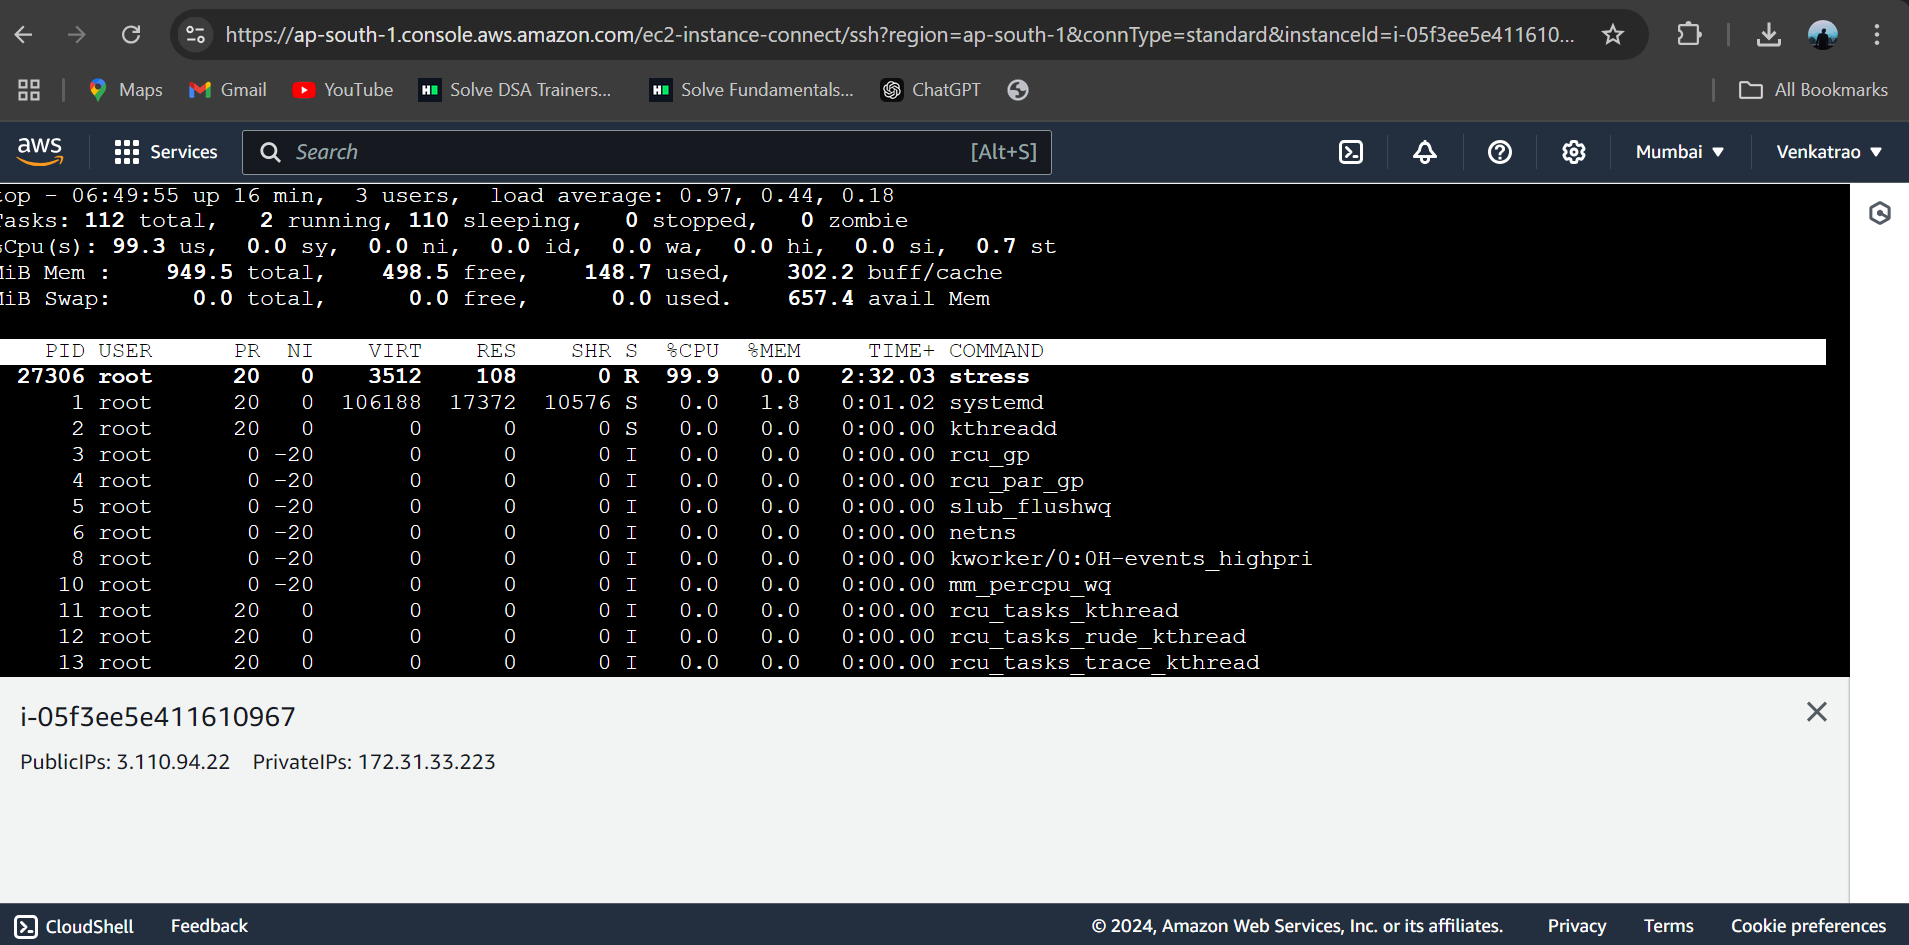 https://ap-south-1.console.aws.amazon.com/ec2-instance-connect/ssh?region=ap-south-1&connType=standard&instanceId=i-05f3ee5e411610...
Maps Gmail YouTube Solve DSA Trainers... Solve Fundamentals... ChatGPT All Bookmarks
aws Services Search [Alt+S] Mumbai Venkatrao
top - 06:49:55 up 16 min, 3 users, load average: 0.97, 0.44, 0.18
Tasks: 112 total, 2 running, 110 sleeping, 0 stopped, 0 zombie
%Cpu(s): 99.3 us, 0.0 sy, 0.0 ni, 0.0 id, 0.0 wa, 0.0 hi, 0.0 si, 0.7 st
MiB Mem : 949.5 total, 498.5 free, 148.7 used, 302.2 buff/cache
MiB Swap: 0.0 total, 0.0 free, 0.0 used. 657.4 avail Mem
PID USER PR NI VIRT RES SHR S %CPU %MEM TIME+ COMMAND
27306 root 20 0 3512 108 0 R 99.9 0.0 2:32.03 stress
1 root 20 0 106188 17372 10576 S 0.0 1.8 0:01.02 systemd
2 root 20 0 0 0 0 S 0.0 0.0 0:00.00 kthreadd
3 root 0 -20 0 0 0 I 0.0 0.0 0:00.00 rcu_gp
4 root 0 -20 0 0 0 I 0.0 0.0 0:00.00 rcu_par_gp
5 root 0 -20 0 0 0 I 0.0 0.0 0:00.00 slub_flushwq
6 root 0 -20 0 0 0 I 0.0 0.0 0:00.00 netns
8 root 0 -20 0 0 0 I 0.0 0.0 0:00.00 kworker/0:0H-events_highpri
10 root 0 -20 0 0 0 I 0.0 0.0 0:00.00 mm_percpu_wq
11 root 20 0 0 0 0 I 0.0 0.0 0:00.00 rcu_tasks_kthread
12 root 20 0 0 0 0 I 0.0 0.0 0:00.00 rcu_tasks_rude_kthread
13 root 20 0 0 0 0 I 0.0 0.0 0:00.00 rcu_tasks_trace_kthread
i-05f3ee5e411610967
PublicIPs: 3.110.94.22 PrivateIPs: 172.31.33.223
CloudShell Feedback © 2024, Amazon Web Services, Inc. or its affiliates. Privacy Terms Cookie preferences